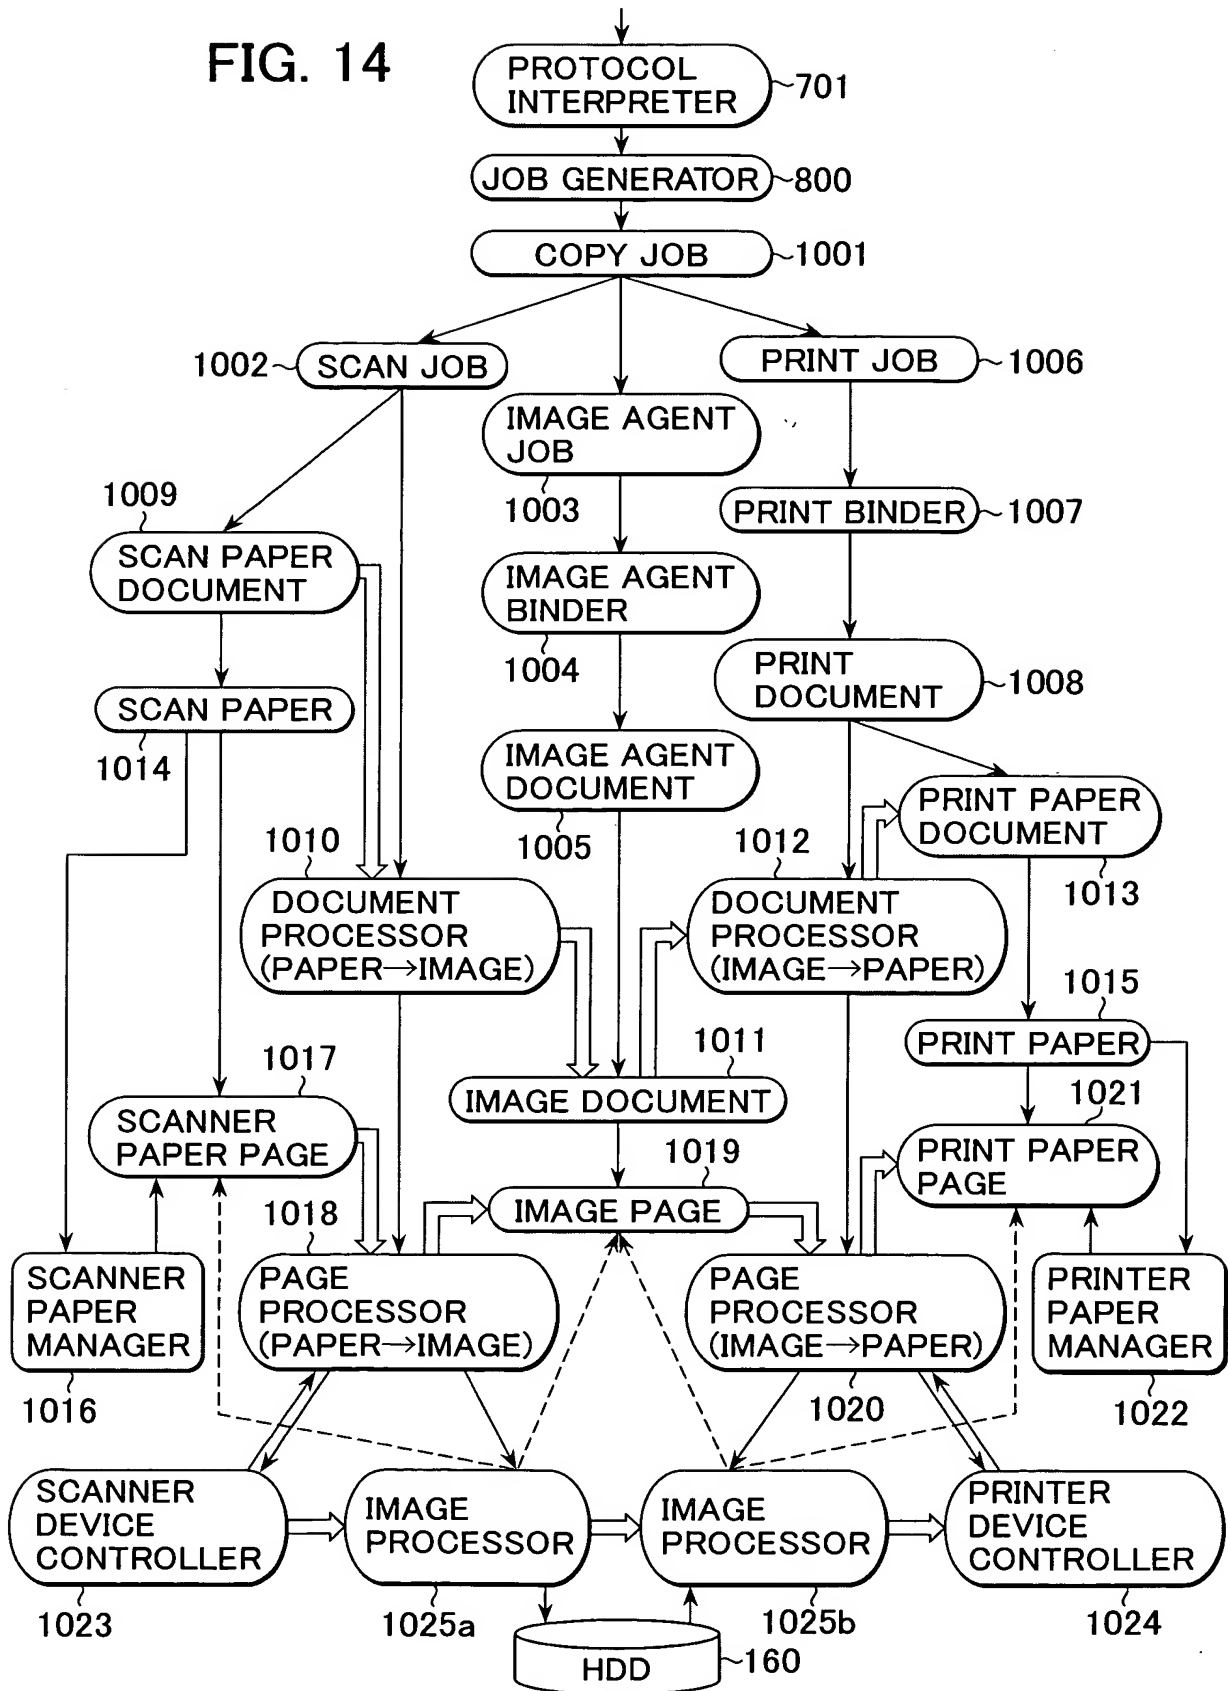 FIG. 14
PROTOCOL
INTERPRETER
701
JOB GENERATOR
800
COPY JOB
1001
1002
SCAN JOB
PRINT JOB
1006
IMAGE AGENT
JOB
1003
1009
SCAN PAPER
DOCUMENT
PRINT BINDER
1007
IMAGE AGENT
BINDER
1004
PRINT
DOCUMENT
1008
SCAN PAPER
1014
IMAGE AGENT
DOCUMENT
1005
PRINT PAPER
DOCUMENT
1013
1010
DOCUMENT
PROCESSOR
(PAPER→IMAGE)
1012
DOCUMENT
PROCESSOR
(IMAGE→PAPER)
1015
PRINT PAPER
1011
IMAGE DOCUMENT
1017
SCANNER
PAPER PAGE
1021
PRINT PAPER
PAGE
1019
IMAGE PAGE
1018
PAGE
PROCESSOR
(PAPER→IMAGE)
SCANNER
PAPER
MANAGER
1016
PAGE
PROCESSOR
(IMAGE→PAPER)
1020
PRINTER
PAPER
MANAGER
1022
SCANNER
DEVICE
CONTROLLER
1023
IMAGE
PROCESSOR
1025a
IMAGE
PROCESSOR
1025b
PRINTER
DEVICE
CONTROLLER
1024
HDD
160